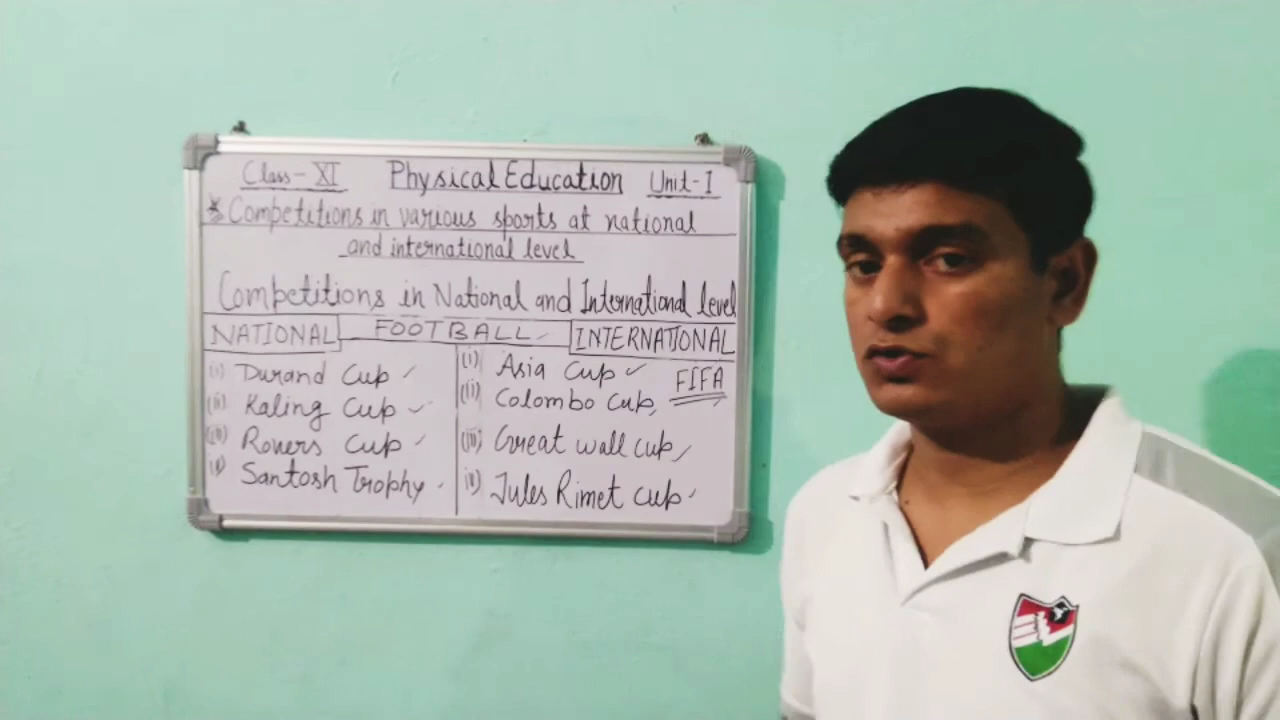 Class-XI Physical Education Unit-I
* Competitions in various sports at national
and international level
Competitions in National and International level
NATIONAL FOOTBALL INTERNATIONAL
(i) Durand Cup
(ii) Kaling Cup
(iii) Rovers Cup
(iv) Santosh Trophy
(i) Asia Cup
FIFA
(ii) Colombo Cup
(iii) Great wall cup
(iv) Jules Rimet cup